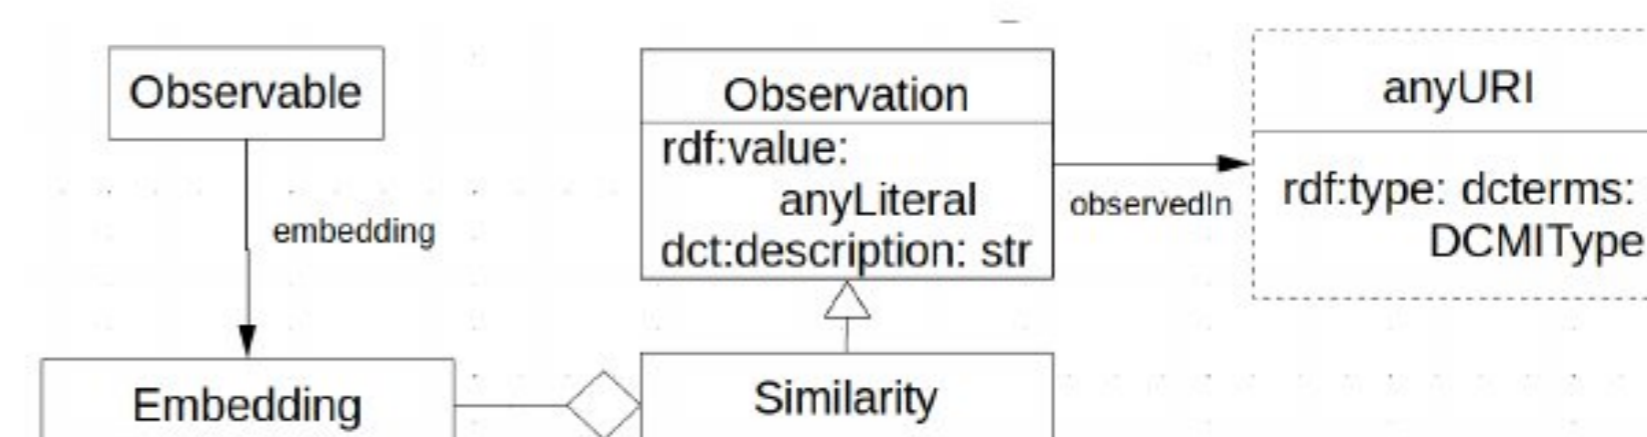 Observable
embedding
Embedding
Observation
rdf:value:
anyLiteral
dct:description: str
observedIn
Similarity
anyURI
rdf:type: dcterms:
DCMIType